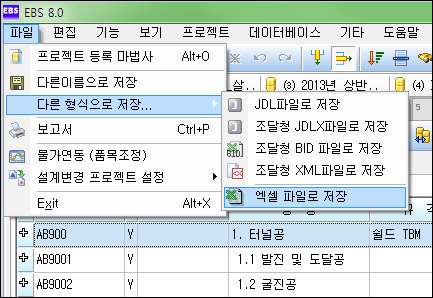 EBS 8.0
파일 편집 기능 보기 프로젝트 데이터베이스 기타 도움말
프로젝트 등록 마법사 Alt+O
다른이름으로 저장
다른 형식으로 저장...
보고서 Ctrl+P
물가연동 (품목조정)
설계변경 프로젝트 설정
Exit Alt+X
살.. (3) 2013년 상반.. (4)
JDL파일로 저장
조달청 JDLX파일로 저장
조달청 BID 파일로 저장
조달청 XML파일로 저장
엑셀 파일로 저장
AB900 Y 1. 터널공 쉴드 TBM
AB9001 Y 1.1 발진 및 도달공
AB9002 Y 1.2 굴진공